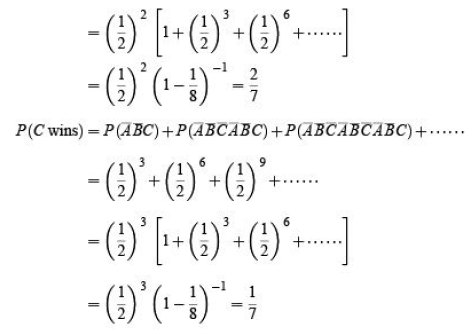 = (1/2)^2 [1 + (1/2)^3 + (1/2)^6 + ······]
= (1/2)^2 (1 − 1/8)^−1 = 2/7
P(C wins) = P(A̅B̅C) + P(A̅B̅C̅A̅B̅C) + P(A̅B̅C̅A̅B̅C̅A̅B̅C) + ······
= (1/2)^3 + (1/2)^6 + (1/2)^9 + ······
= (1/2)^3 [1 + (1/2)^3 + (1/2)^6 + ······]
= (1/2)^3 (1 − 1/8)^−1 = 1/7